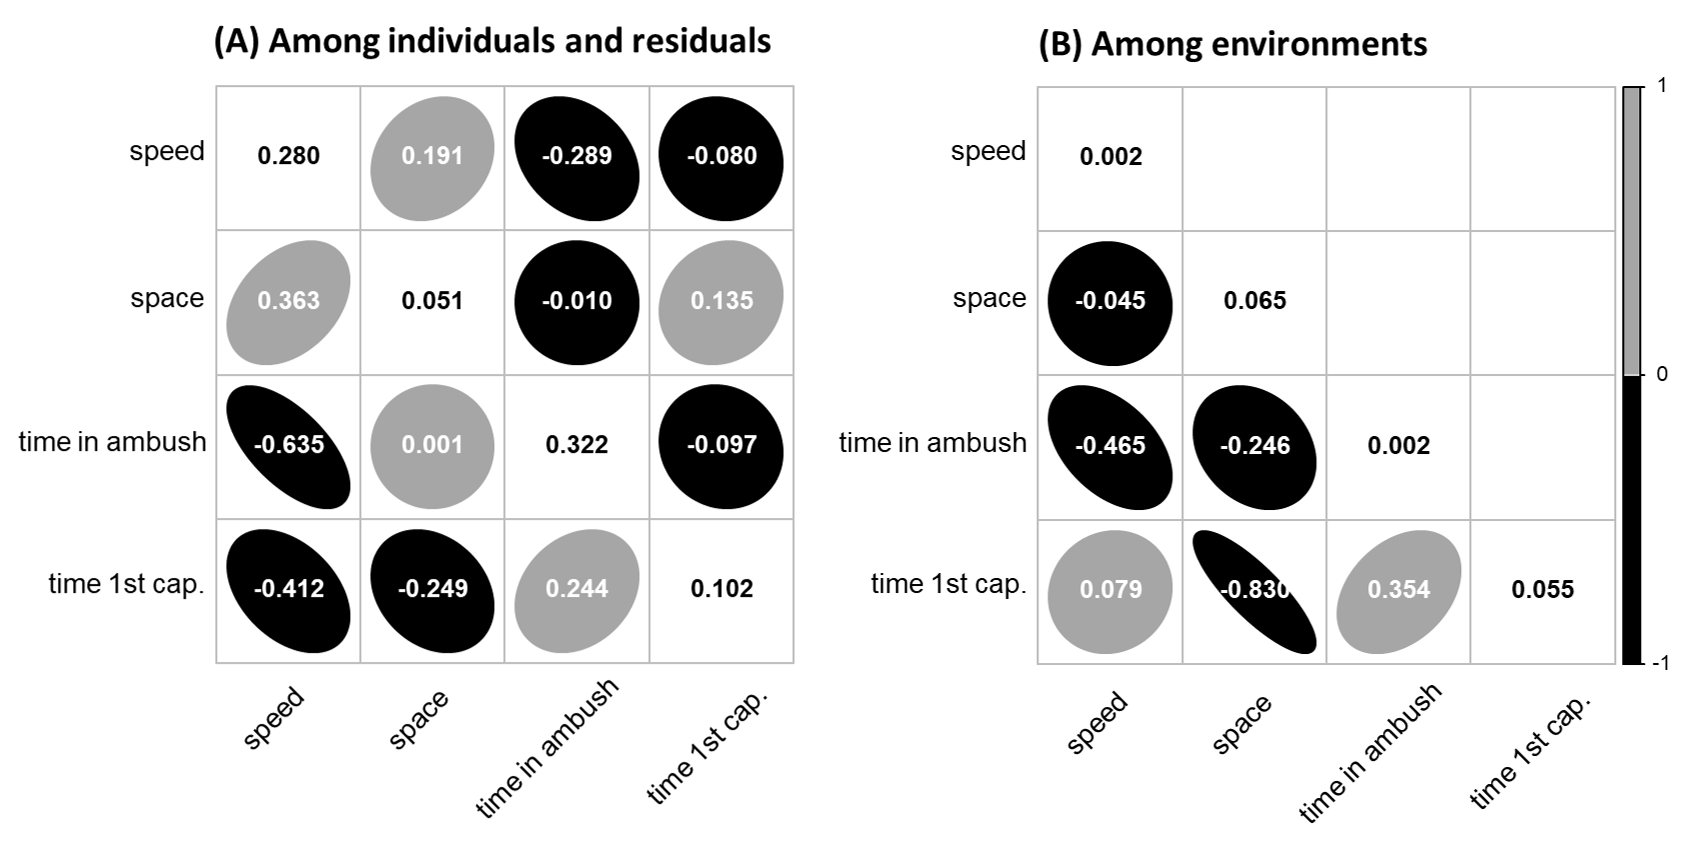 (A) Among individuals and residuals
speed 0.280 0.191 -0.289 -0.080
space 0.363 0.051 -0.010 0.135
time in ambush -0.635 0.001 0.322 -0.097
time 1st cap. -0.412 -0.249 0.244 0.102
speed space time in ambush time 1st cap.
(B) Among environments
speed 0.002
space -0.045 0.065
time in ambush -0.465 -0.246 0.002
time 1st cap. 0.079 -0.830 0.354 0.055
speed space time in ambush time 1st cap.
1
0
-1